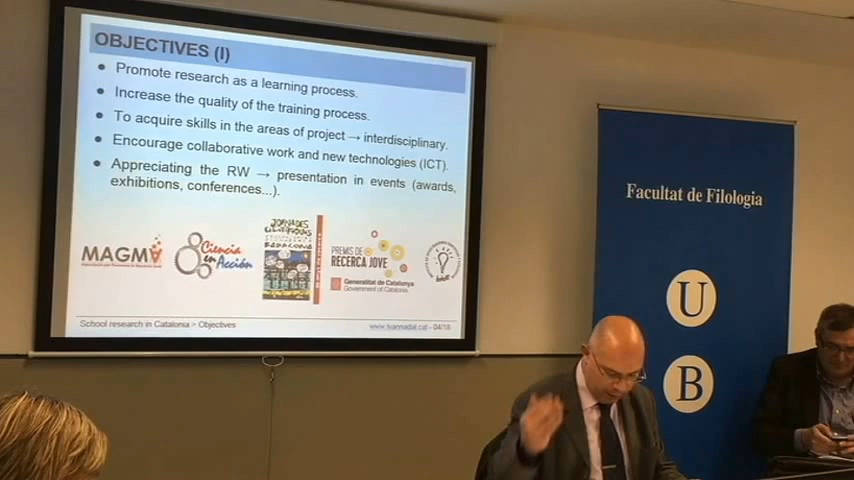 OBJECTIVES (I)
• Promote research as a learning process.
• Increase the quality of the training process.
• To acquire skills in the areas of project → interdisciplinary.
• Encourage collaborative work and new technologies (ICT).
• Appreciating the RW → presentation in events (awards,
exhibitions, conferences...).
MAGMA
Ciencia
en Acción
JORNADES
PREMIS DE
RECERCA JOVE
Generalitat de Catalunya
Government of Catalonia
School research in Catalonia > Objectives
www.ivannadal.cat - 04/18
Facultat de Filologia
U
B